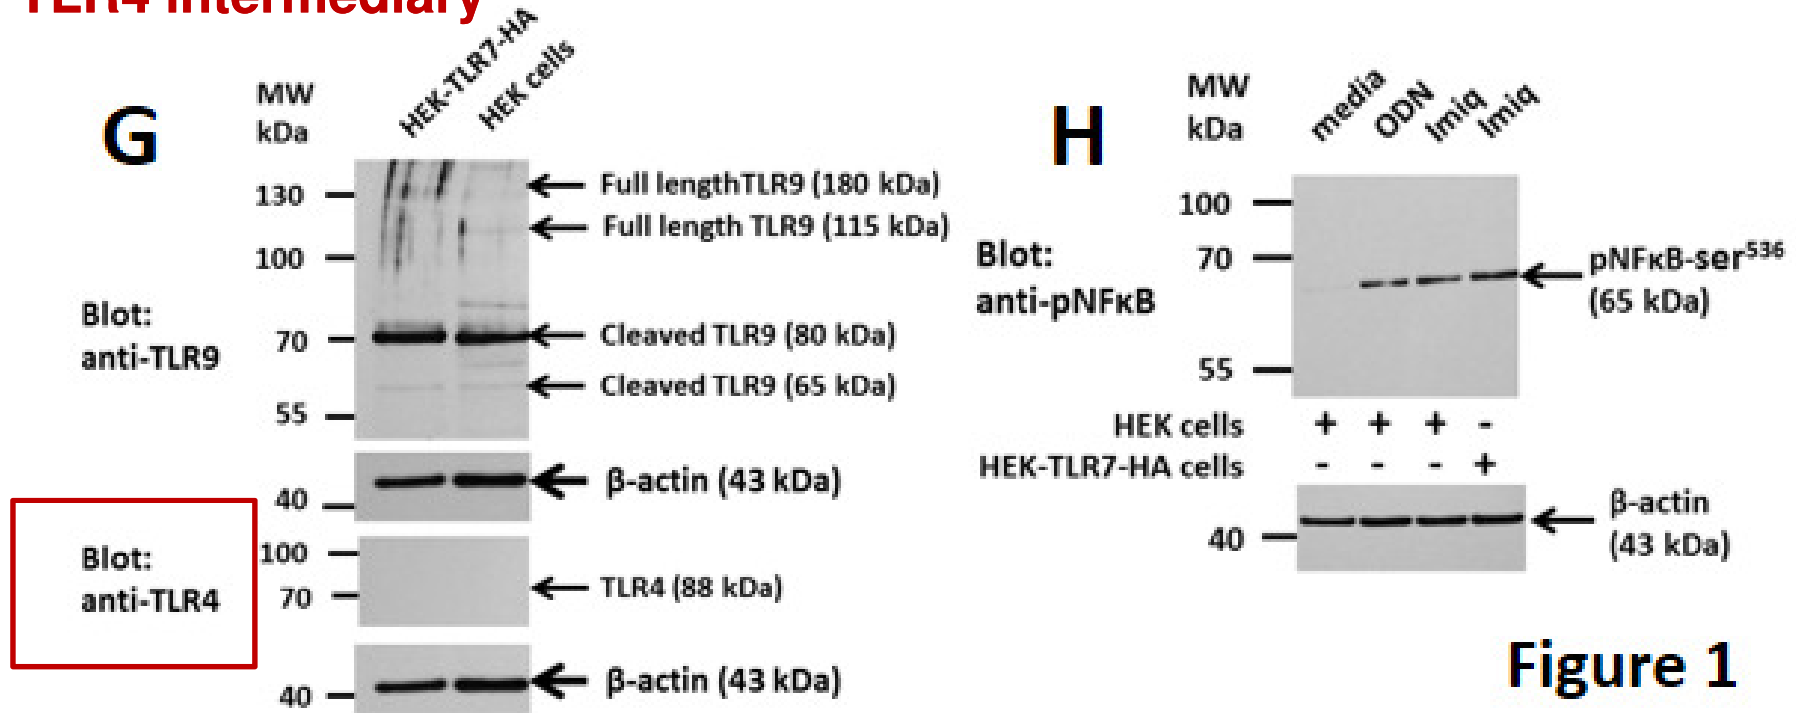 TLR4 intermediary
G
MW
kDa
HEK-TLR7-HA
HEK cells
130
100
70
55
Blot:
anti-TLR9
Full lengthTLR9 (180 kDa)
Full length TLR9 (115 kDa)
Cleaved TLR9 (80 kDa)
Cleaved TLR9 (65 kDa)
40
β-actin (43 kDa)
Blot:
anti-TLR4
100
70
TLR4 (88 kDa)
40
β-actin (43 kDa)
H
MW
kDa
media
ODN
Imiq
Imiq
100
70
55
Blot:
anti-pNFκB
pNFκB-ser536
(65 kDa)
HEK cells + + + -
HEK-TLR7-HA cells - - - +
40
β-actin
(43 kDa)
Figure 1